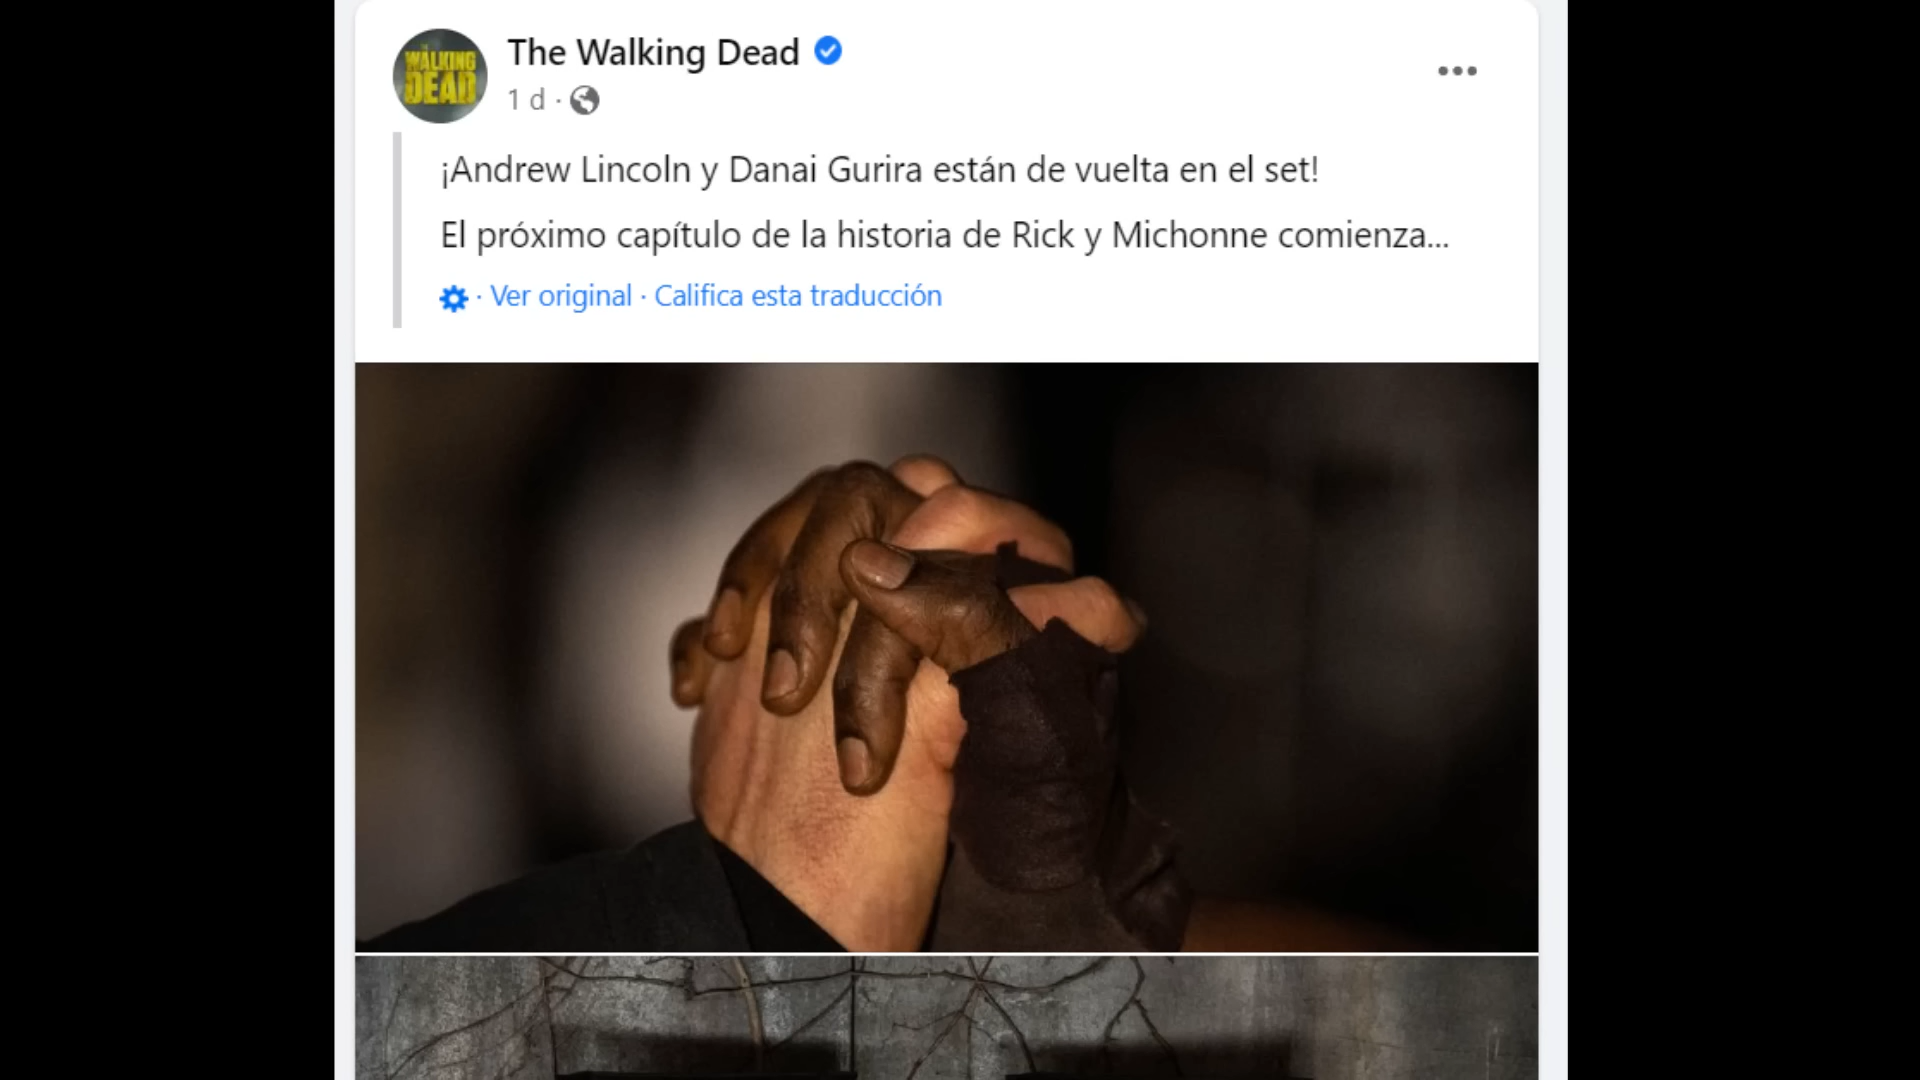 THE
WALKING
DEAD
The Walking Dead
1 d ·
¡Andrew Lincoln y Danai Gurira están de vuelta en el set!
El próximo capítulo de la historia de Rick y Michonne comienza...
· Ver original · Califica esta traducción